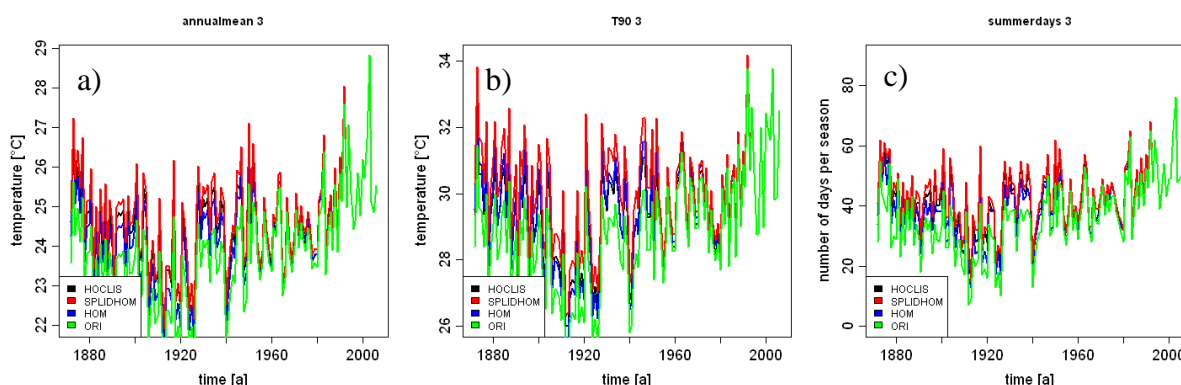 annualmean 3
a)
temperature [°C]
29
28
27
26
25
24
23
22
HOCLIS
SPLIDHOM
HOM
ORI
1880
1920
1960
2000
time [a]
T90 3
b)
temperature [°C]
34
32
30
28
26
HOCLIS
SPLIDHOM
HOM
ORI
1880
1920
1960
2000
time [a]
summerdays 3
c)
number of days per season
80
60
40
20
0
HOCLIS
SPLIDHOM
HOM
ORI
1880
1920
1960
2000
time [a]